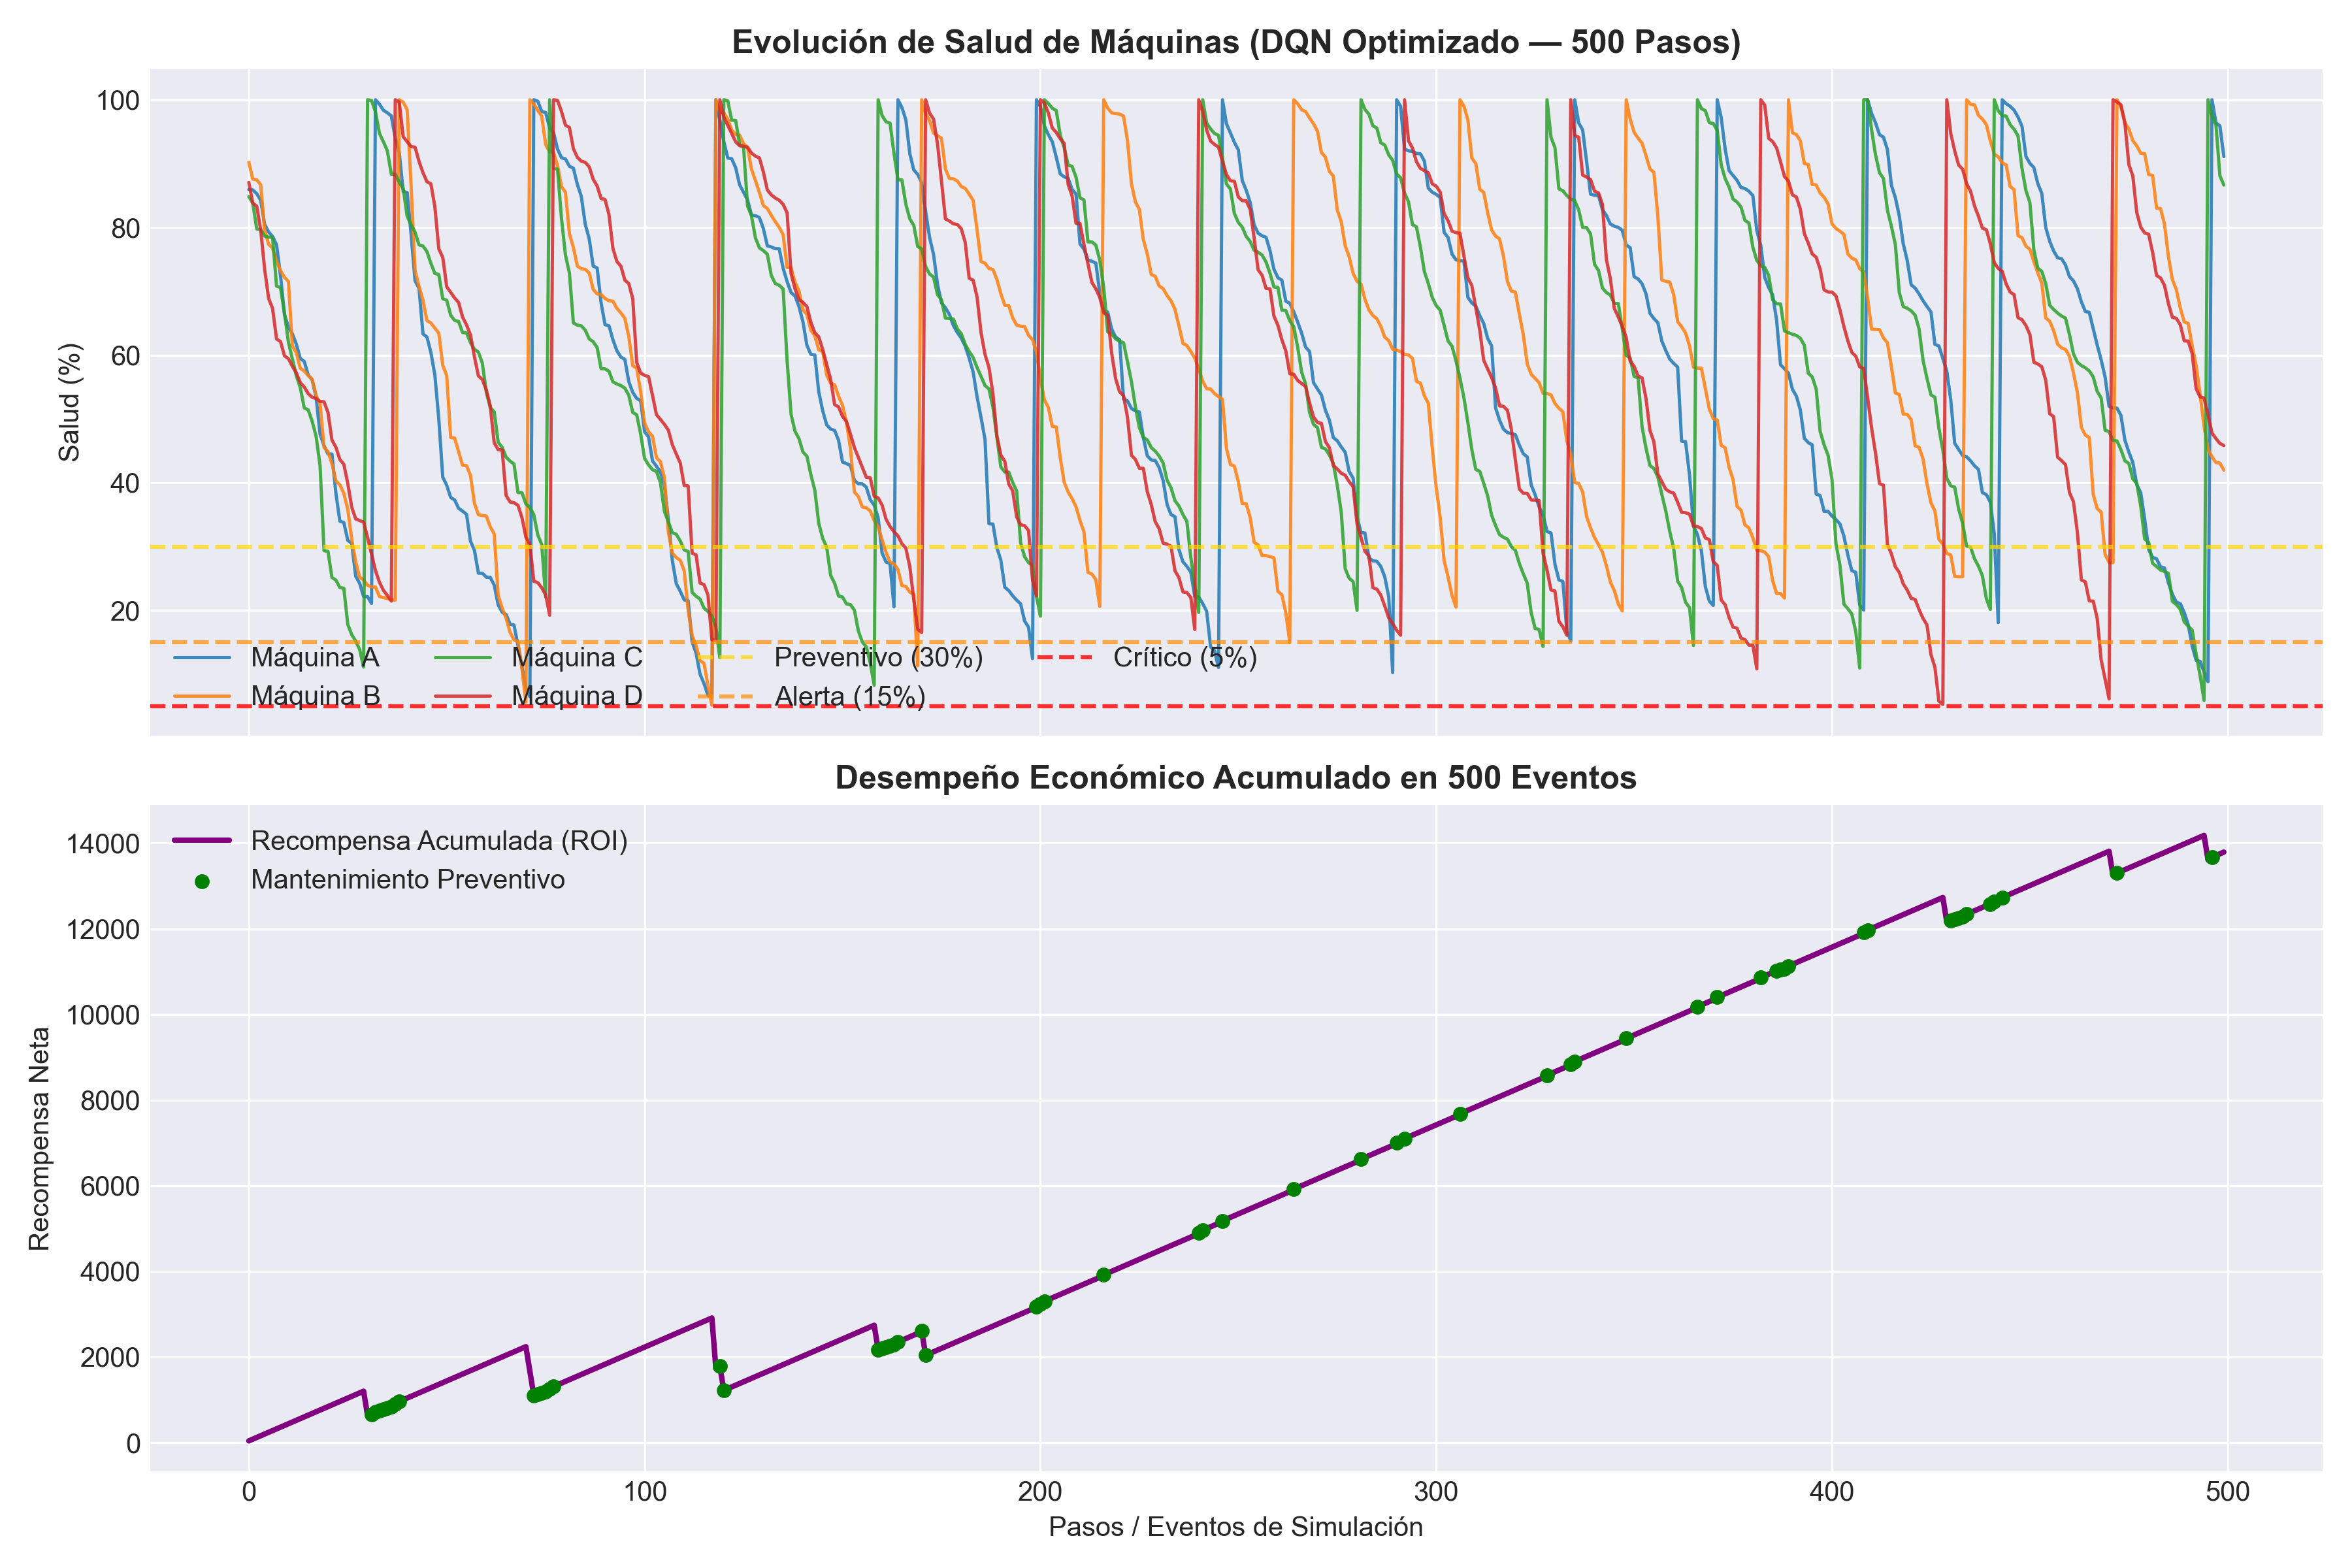 Evolución de Salud de Máquinas (DQN Optimizado — 500 Pasos)
Salud (%)
100
80
60
40
20
Máquina A
Máquina B
Máquina C
Máquina D
Preventivo (30%)
Alerta (15%)
Crítico (5%)
Desempeño Económico Acumulado en 500 Eventos
Recompensa Neta
14000
12000
10000
8000
6000
4000
2000
0
Recompensa Acumulada (ROI)
Mantenimiento Preventivo
0 100 200 300 400 500
Pasos / Eventos de Simulación